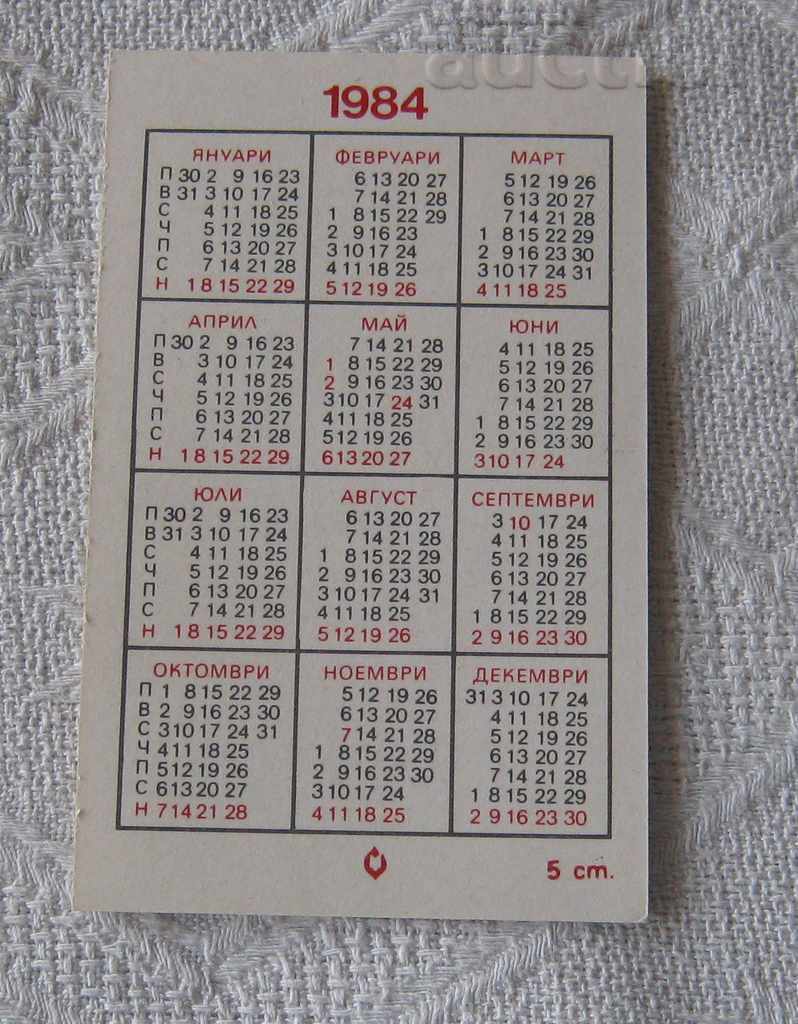 auct
1984
ЯНУАРИ
П 30 2 9 16 23
В 31 3 10 17 24
С 4 11 18 25
Ч 5 12 19 26
П 6 13 20 27
С 7 14 21 28
Н 1 8 15 22 29
ФЕВРУАРИ
6 13 20 27
7 14 21 28
1 8 15 22 29
2 9 16 23
3 10 17 24
4 11 18 25
5 12 19 26
МАРТ
5 12 19 26
6 13 20 27
7 14 21 28
1 8 15 22 29
2 9 16 23 30
3 10 17 24 31
4 11 18 25
АПРИЛ
П 30 2 9 16 23
В 3 10 17 24
С 4 11 18 25
Ч 5 12 19 26
П 6 13 20 27
С 7 14 21 28
Н 1 8 15 22 29
МАЙ
7 14 21 28
1 8 15 22 29
2 9 16 23 30
3 10 17 24 31
4 11 18 25
5 12 19 26
6 13 20 27
ЮНИ
4 11 18 25
5 12 19 26
6 13 20 27
7 14 21 28
1 8 15 22 29
2 9 16 23 30
3 10 17 24
ЮЛИ
П 30 2 9 16 23
В 31 3 10 17 24
С 4 11 18 25
Ч 5 12 19 26
П 6 13 20 27
С 7 14 21 28
Н 1 8 15 22 29
АВГУСТ
6 13 20 27
7 14 21 28
1 8 15 22 29
2 9 16 23 30
3 10 17 24 31
4 11 18 25
5 12 19 26
СЕПТЕМВРИ
3 10 17 24
4 11 18 25
5 12 19 26
6 13 20 27
7 14 21 28
1 8 15 22 29
2 9 16 23 30
ОКТОМВРИ
П 1 8 15 22 29
В 2 9 16 23 30
С 3 10 17 24 31
Ч 4 11 18 25
П 5 12 19 26
С 6 13 20 27
Н 7 14 21 28
НОЕМВРИ
5 12 19 26
6 13 20 27
7 14 21 28
1 8 15 22 29
2 9 16 23 30
3 10 17 24
4 11 18 25
ДЕКЕМВРИ
31 3 10 17 24
4 11 18 25
5 12 19 26
6 13 20 27
7 14 21 28
1 8 15 22 29
2 9 16 23 30
5 cm.